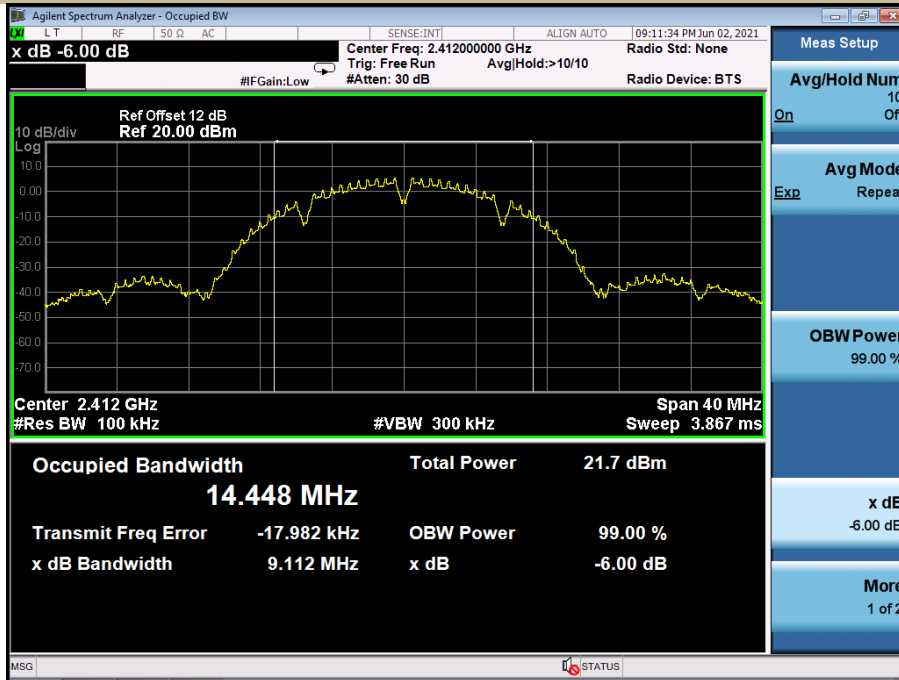 Agilent Spectrum Analyzer - Occupied BW
LXI L T RF 50 Ω AC SENSE:INT ALIGN AUTO 09:11:34 PM Jun 02, 2021
x dB -6.00 dB
Center Freq: 2.412000000 GHz Radio Std: None
Trig: Free Run Avg|Hold:>10/10
#IFGain:Low #Atten: 30 dB Radio Device: BTS
Ref Offset 12 dB
10 dB/div Ref 20.00 dBm
Log
10.0
0.00
-10.0
-20.0
-30.0
-40.0
-50.0
-60.0
-70.0
Center 2.412 GHz Span 40 MHz
#Res BW 100 kHz #VBW 300 kHz Sweep 3.867 ms
Occupied Bandwidth Total Power 21.7 dBm
14.448 MHz
Transmit Freq Error -17.982 kHz OBW Power 99.00 %
x dB Bandwidth 9.112 MHz x dB -6.00 dB
MSG STATUS
Meas Setup
Avg/Hold Num
10
On Of
Avg Mode
Exp Repea
OBW Power
99.00 %
x dB
-6.00 dB
More
1 of 2